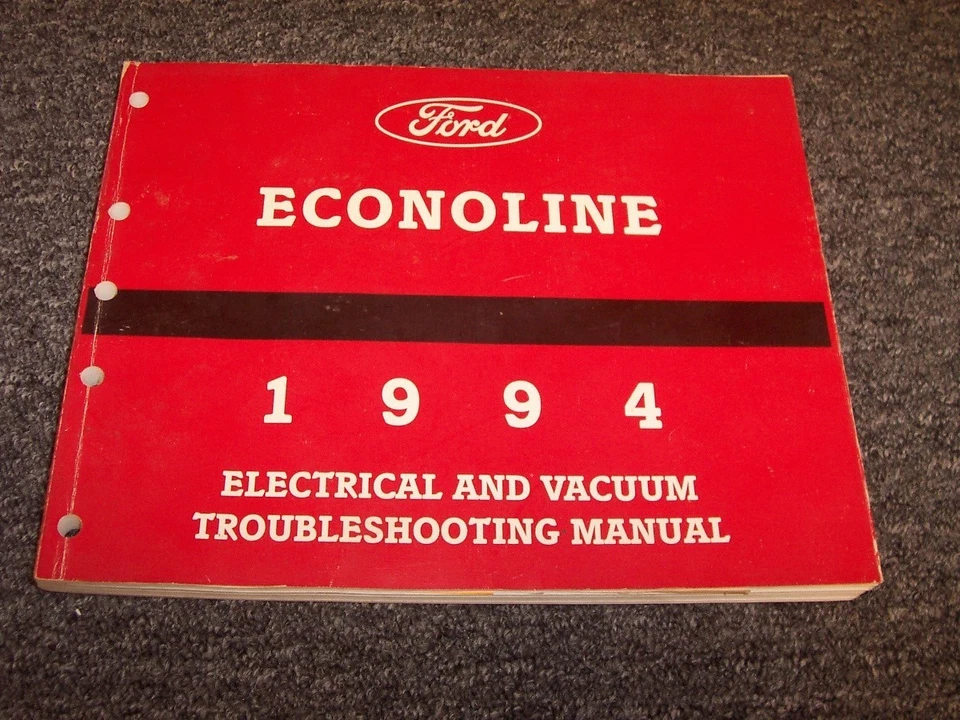 Ford
ECONOLINE
1 9 9 4
ELECTRICAL AND VACUUM
TROUBLESHOOTING MANUAL